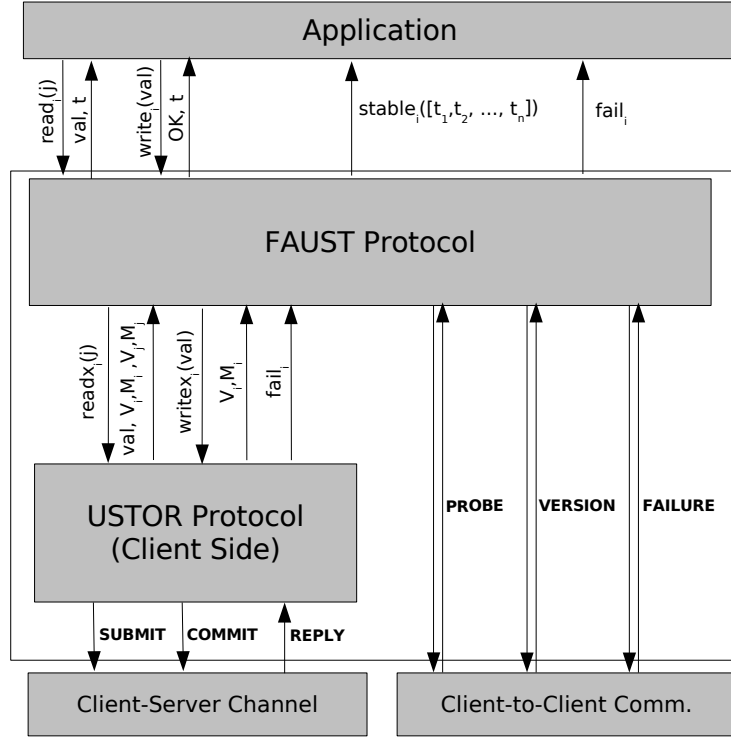 Application
read_i(j)
val, t
write_i(val)
OK, t
stable_i([t_1,t_2, ..., t_n])
fail_i
FAUST Protocol
readx_i(j)
val, V_i,M_i ,V_j,M_j
writex_i(val)
V_i,M_i
fail_i
USTOR Protocol
(Client Side)
PROBE
VERSION
FAILURE
SUBMIT
COMMIT
REPLY
Client-Server Channel
Client-to-Client Comm.